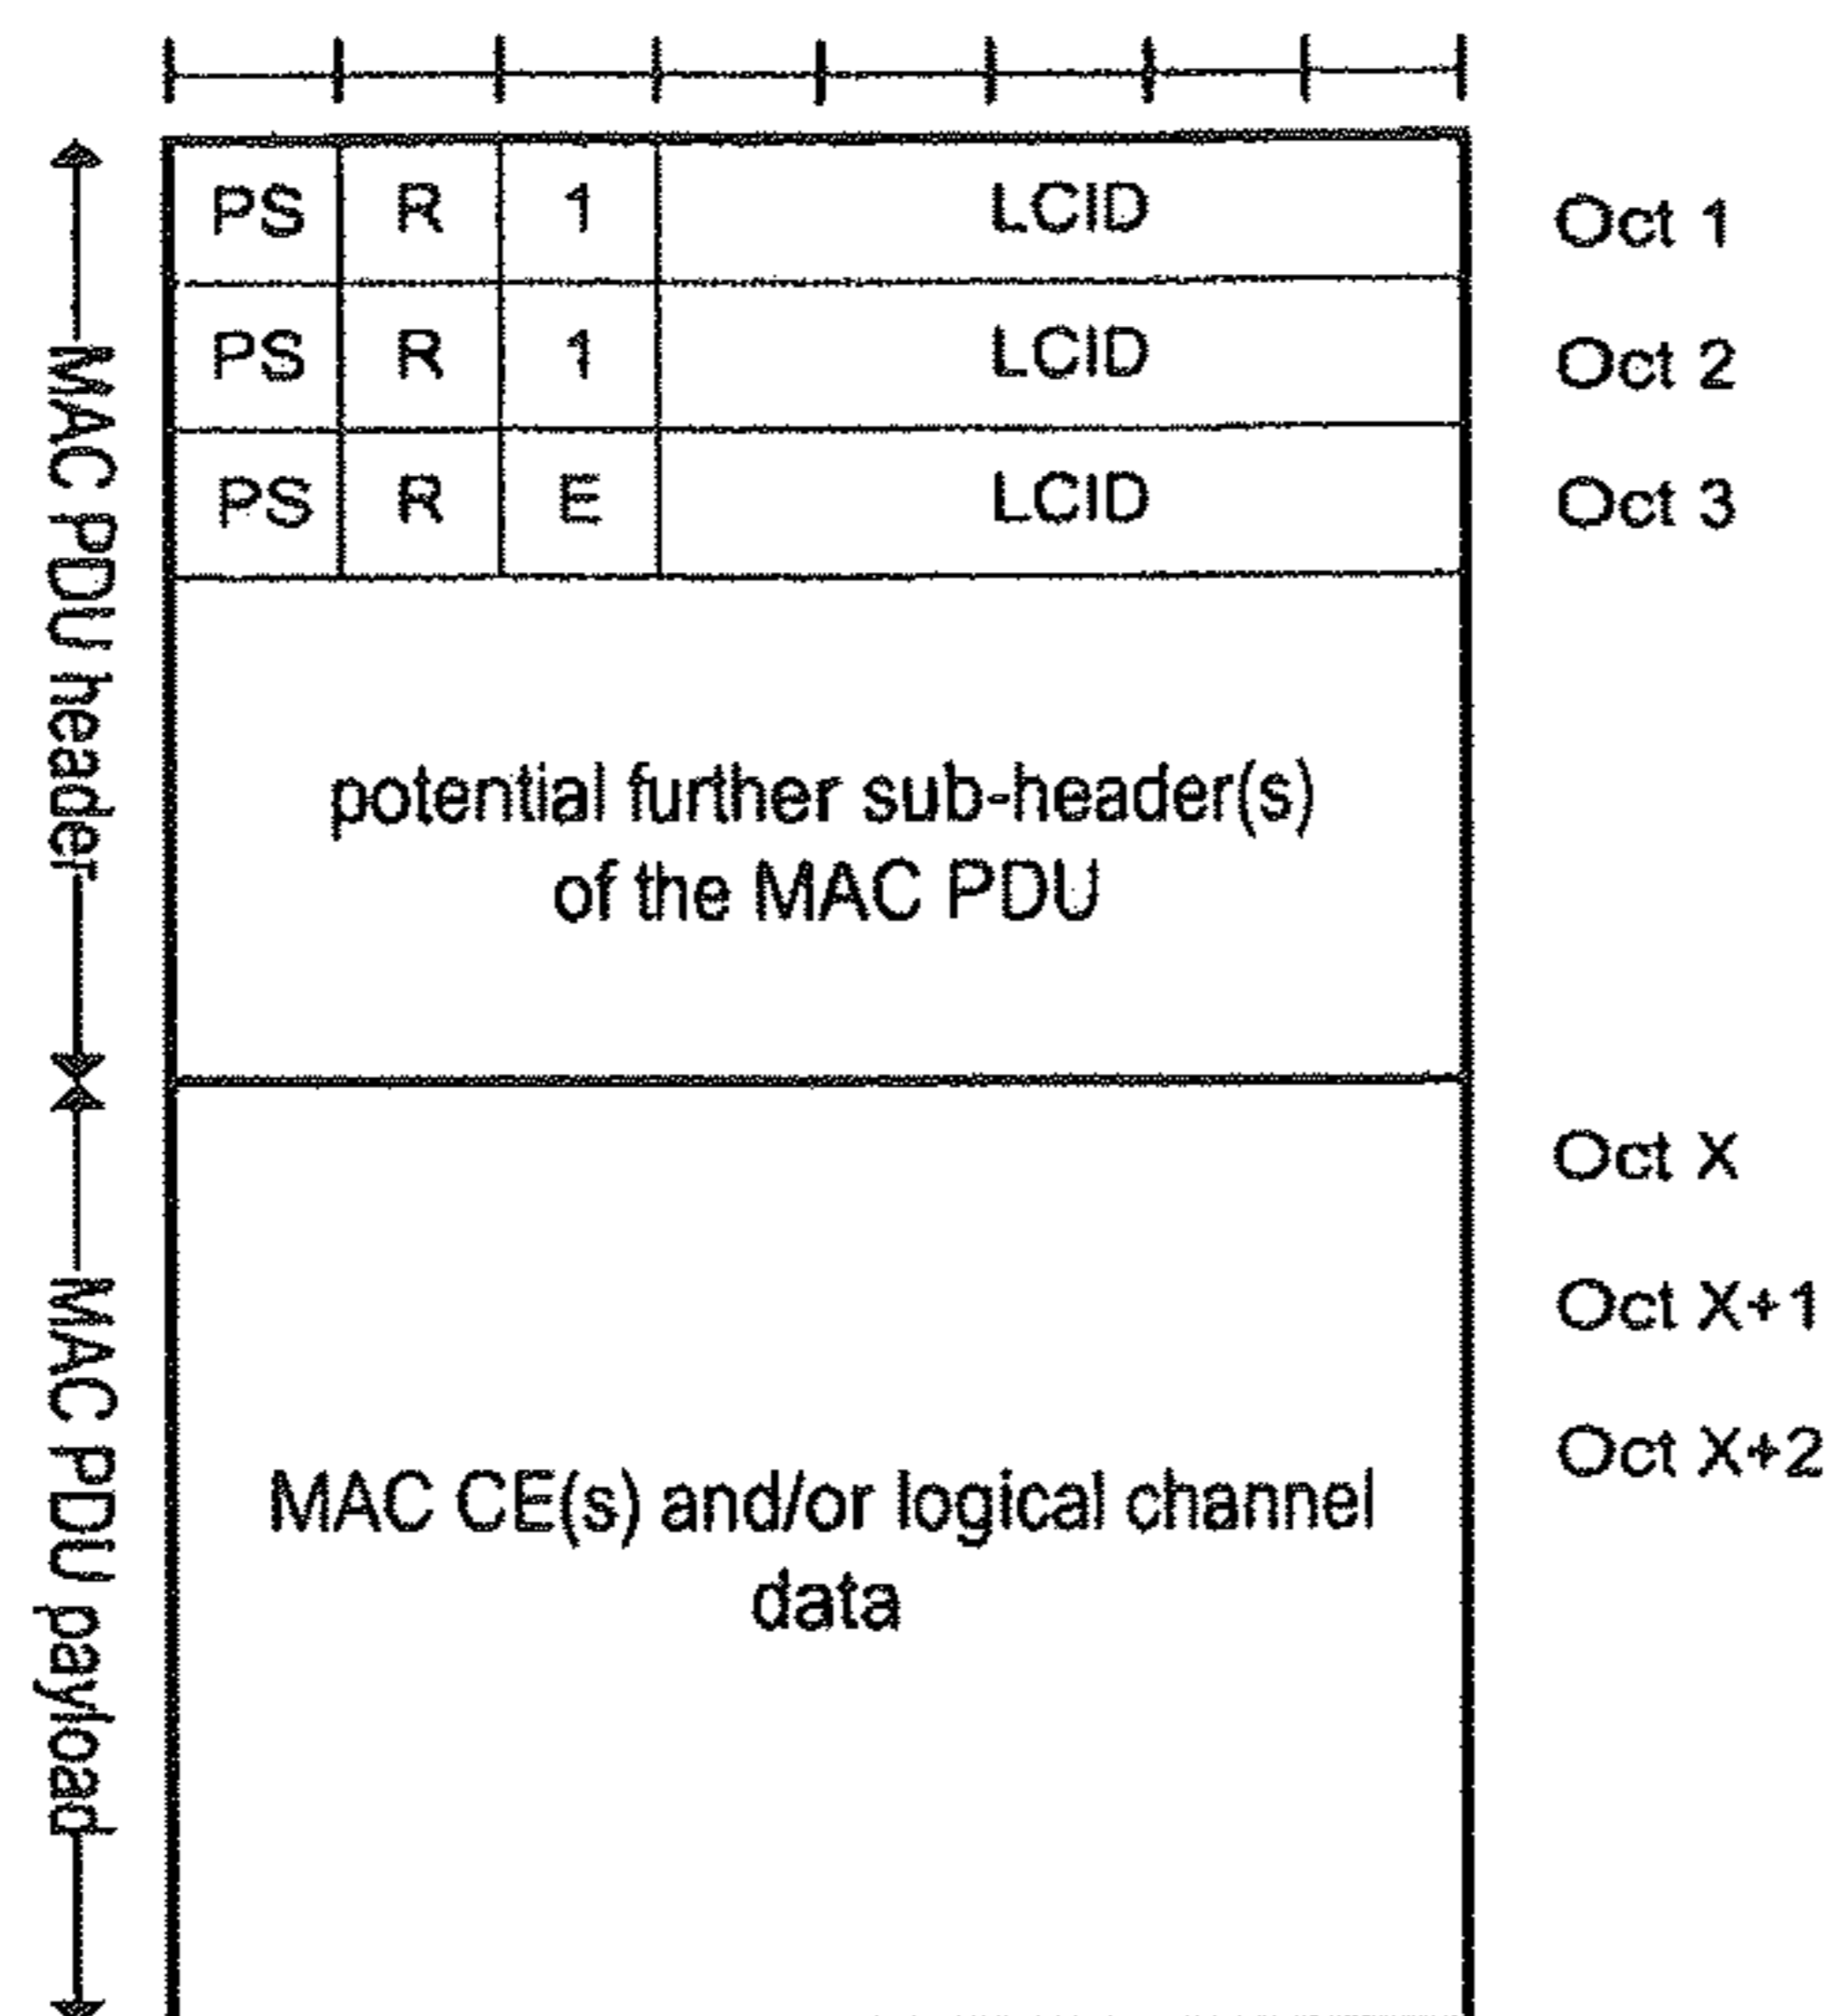 PS R 1 LCID Oct 1
PS R 1 LCID Oct 2
PS R E LCID Oct 3
MAC PDU header
potential further sub-header(s)
of the MAC PDU
Oct X
Oct X+1
Oct X+2
MAC PDU payload
MAC CE(s) and/or logical channel
data